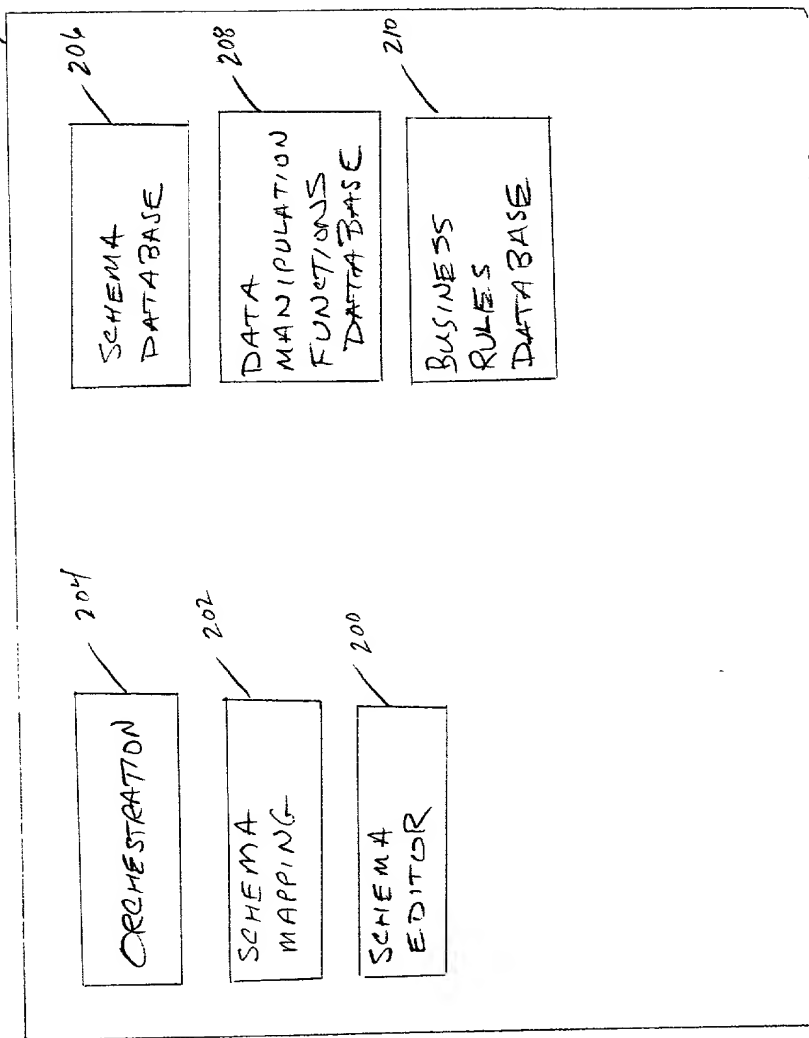 204
ORCHESTRATION
202
SCHEMA
MAPPING
200
SCHEMA
EDITOR
206
SCHEMA
DATABASE
208
DATA
MANIPULATION
FUNCTIONS
DATABASE
210
BUSINESS
RULES
DATABASE